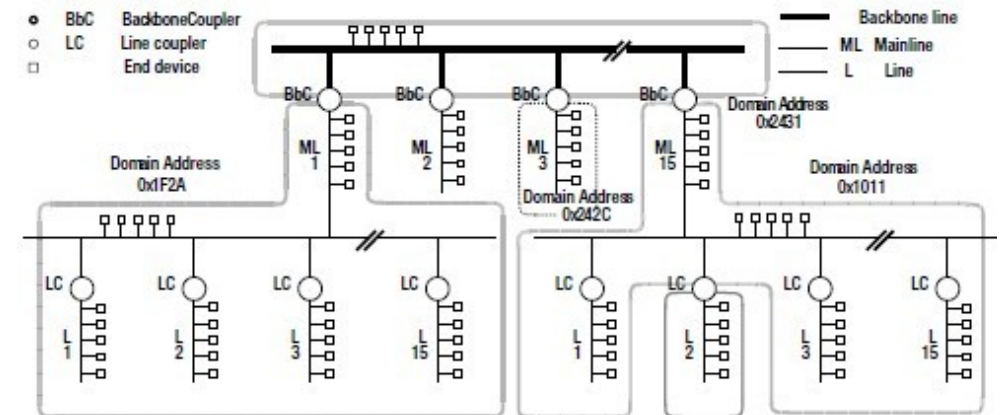 BbC BackboneCoupler
LC Line coupler
End device
Backbone line
ML Mainline
L Line
BbC BbC BbC BbC
Domain Address
0x2431
ML
1
ML
2
ML
3
ML
15
Domain Address
0x1F2A
Domain Address
0x242C
Domain Address
0x1011
LC LC LC LC LC LC LC LC
L
1
L
2
L
3
L
15
L
1
L
2
L
3
L
15